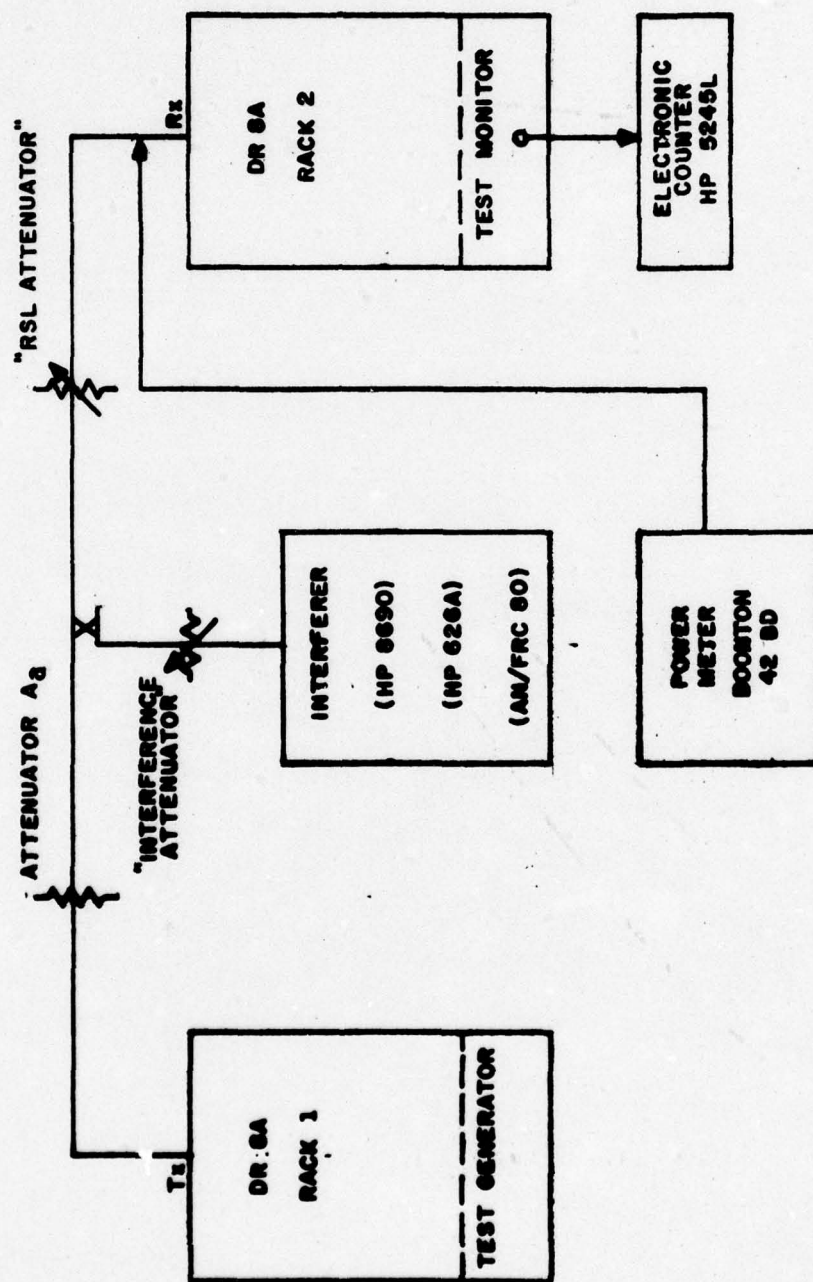 ATTENUATOR Aa
"RSL ATTENUATOR"
"INTERFERENCE
ATTENUATOR"
Tx
DR 8A
RACK 1
TEST GENERATOR
INTERFERER
(HP 8690)
(HP 626A)
(AN/FRC 80)
Rx
DR 8A
RACK 2
TEST MONITOR
POWER
METER
BOONTON
42 BD
ELECTRONIC
COUNTER
HP 5245L